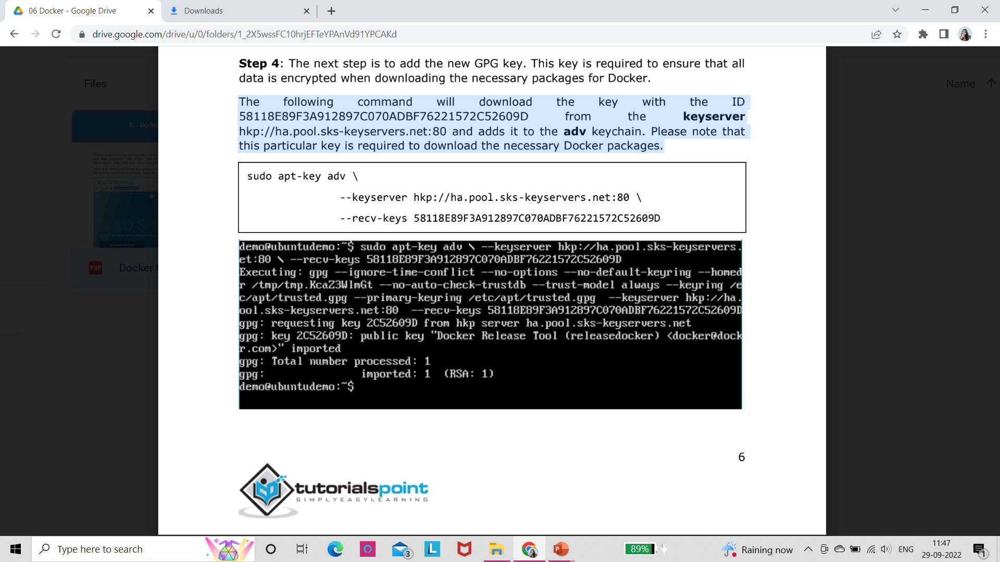 06 Docker - Google Drive
Downloads
drive.google.com/drive/u/0/folders/1_2X5wssFC10hrjEFTeYPAnVd91YPCAKd
Files
Name
1. Docke
BUILD, SH
PDF
Docker
Step 4: The next step is to add the new GPG key. This key is required to ensure that all
data is encrypted when downloading the necessary packages for Docker.
The following command will download the key with the ID
58118E89F3A912897C070ADBF76221572C52609D from the keyserver
hkp://ha.pool.sks-keyservers.net:80 and adds it to the adv keychain. Please note that
this particular key is required to download the necessary Docker packages.
sudo apt-key adv \
--keyserver hkp://ha.pool.sks-keyservers.net:80 \
--recv-keys 58118E89F3A912897C070ADBF76221572C52609D
demo@ubuntudemo:~$ sudo apt-key adv \ --keyserver hkp://ha.pool.sks-keyservers.
et:80 \ --recv-keys 58118E89F3A912897C070ADBF76221572C52609D
Executing: gpg --ignore-time-conflict --no-options --no-default-keyring --homed
r /tmp/tmp.KcaZ3WlmGt --no-auto-check-trustdb --trust-model always --keyring /e
c/apt/trusted.gpg --primary-keyring /etc/apt/trusted.gpg --keyserver hkp://ha.
ool.sks-keyservers.net:80 --recv-keys 58118E89F3A912897C070ADBF76221572C52609D
gpg: requesting key 2C52609D from hkp server ha.pool.sks-keyservers.net
gpg: key 2C52609D: public key "Docker Release Tool (releasedocker) <docker@dock
r.com>" imported
gpg: Total number processed: 1
gpg: imported: 1 (RSA: 1)
demo@ubuntudemo:~$
6
tutorialspoint
SIMPLYEASYLEARNING
Type here to search
3
L
P
89%
Raining now
ENG
11:47
29-09-2022
1